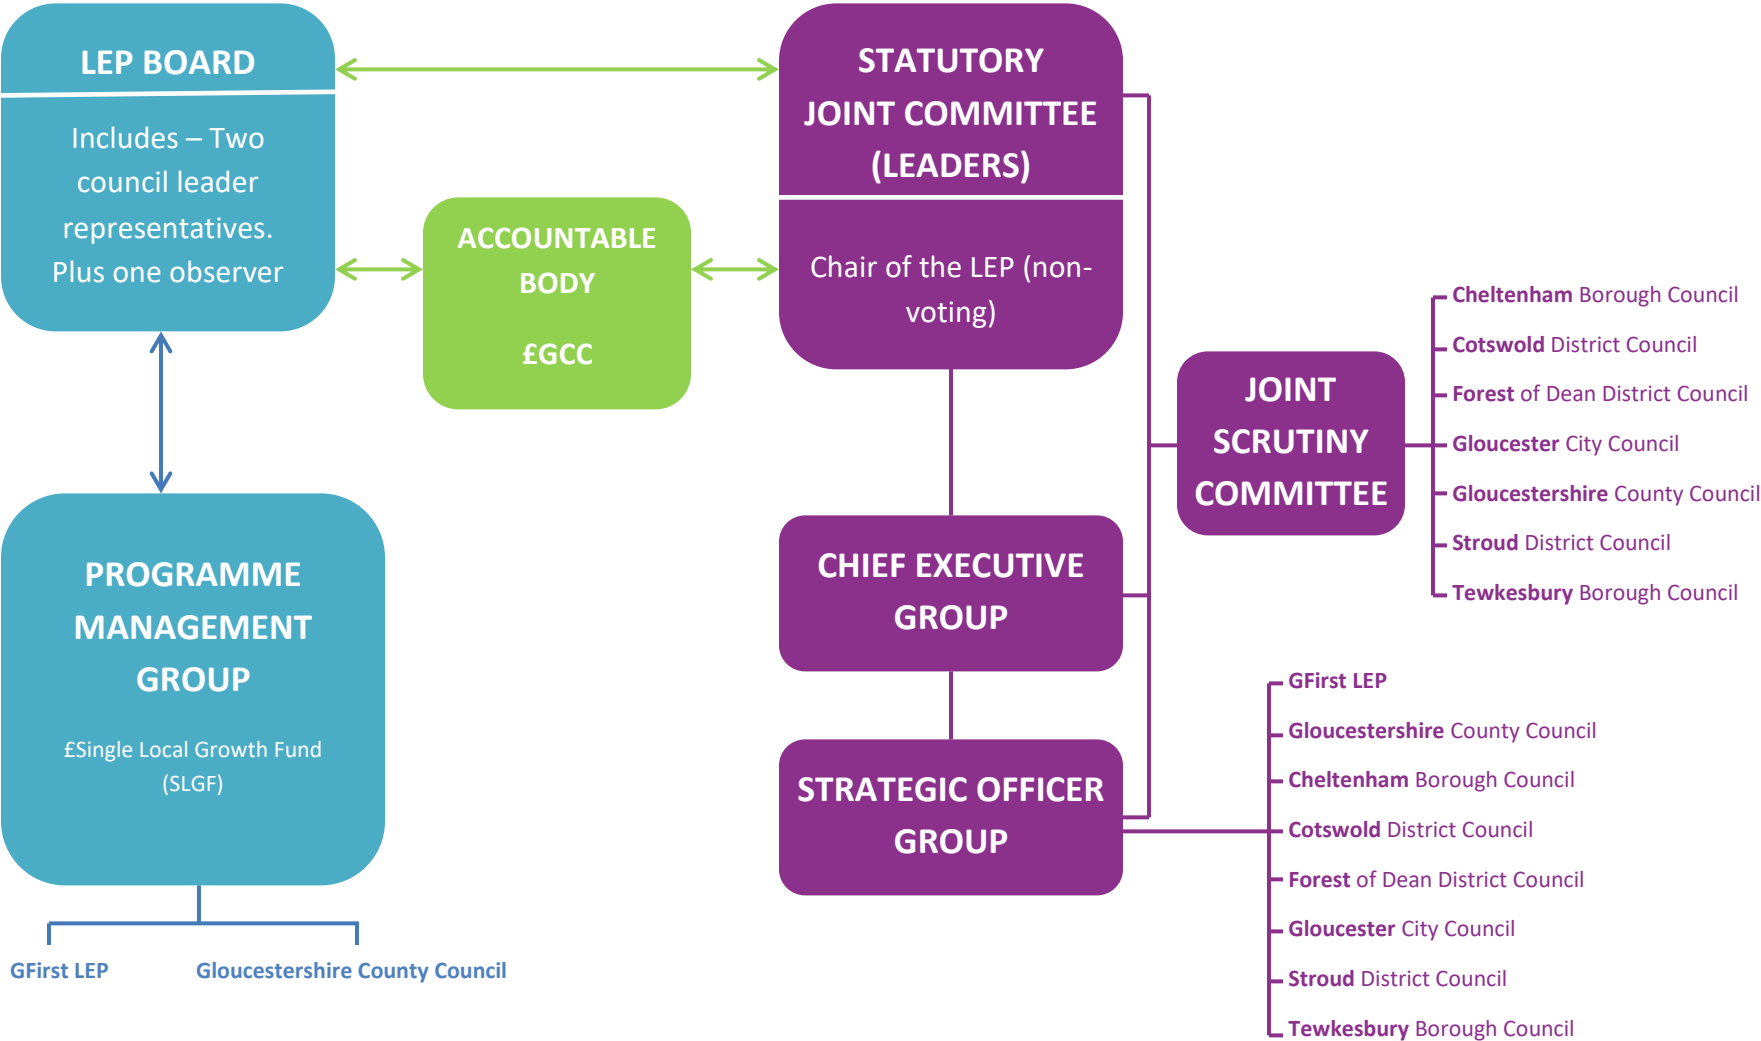 LEP BOARD
Includes – Two
council leader
representatives.
Plus one observer
ACCOUNTABLE
BODY
£GCC
STATUTORY
JOINT COMMITTEE
(LEADERS)
Chair of the LEP (non-
voting)
JOINT
SCRUTINY
COMMITTEE
Cheltenham Borough Council
Cotswold District Council
Forest of Dean District Council
Gloucester City Council
Gloucestershire County Council
Stroud District Council
Tewkesbury Borough Council
PROGRAMME
MANAGEMENT
GROUP
£Single Local Growth Fund
(SLGF)
GFirst LEP
Gloucestershire County Council
CHIEF EXECUTIVE
GROUP
STRATEGIC OFFICER
GROUP
GFirst LEP
Gloucestershire County Council
Cheltenham Borough Council
Cotswold District Council
Forest of Dean District Council
Gloucester City Council
Stroud District Council
Tewkesbury Borough Council